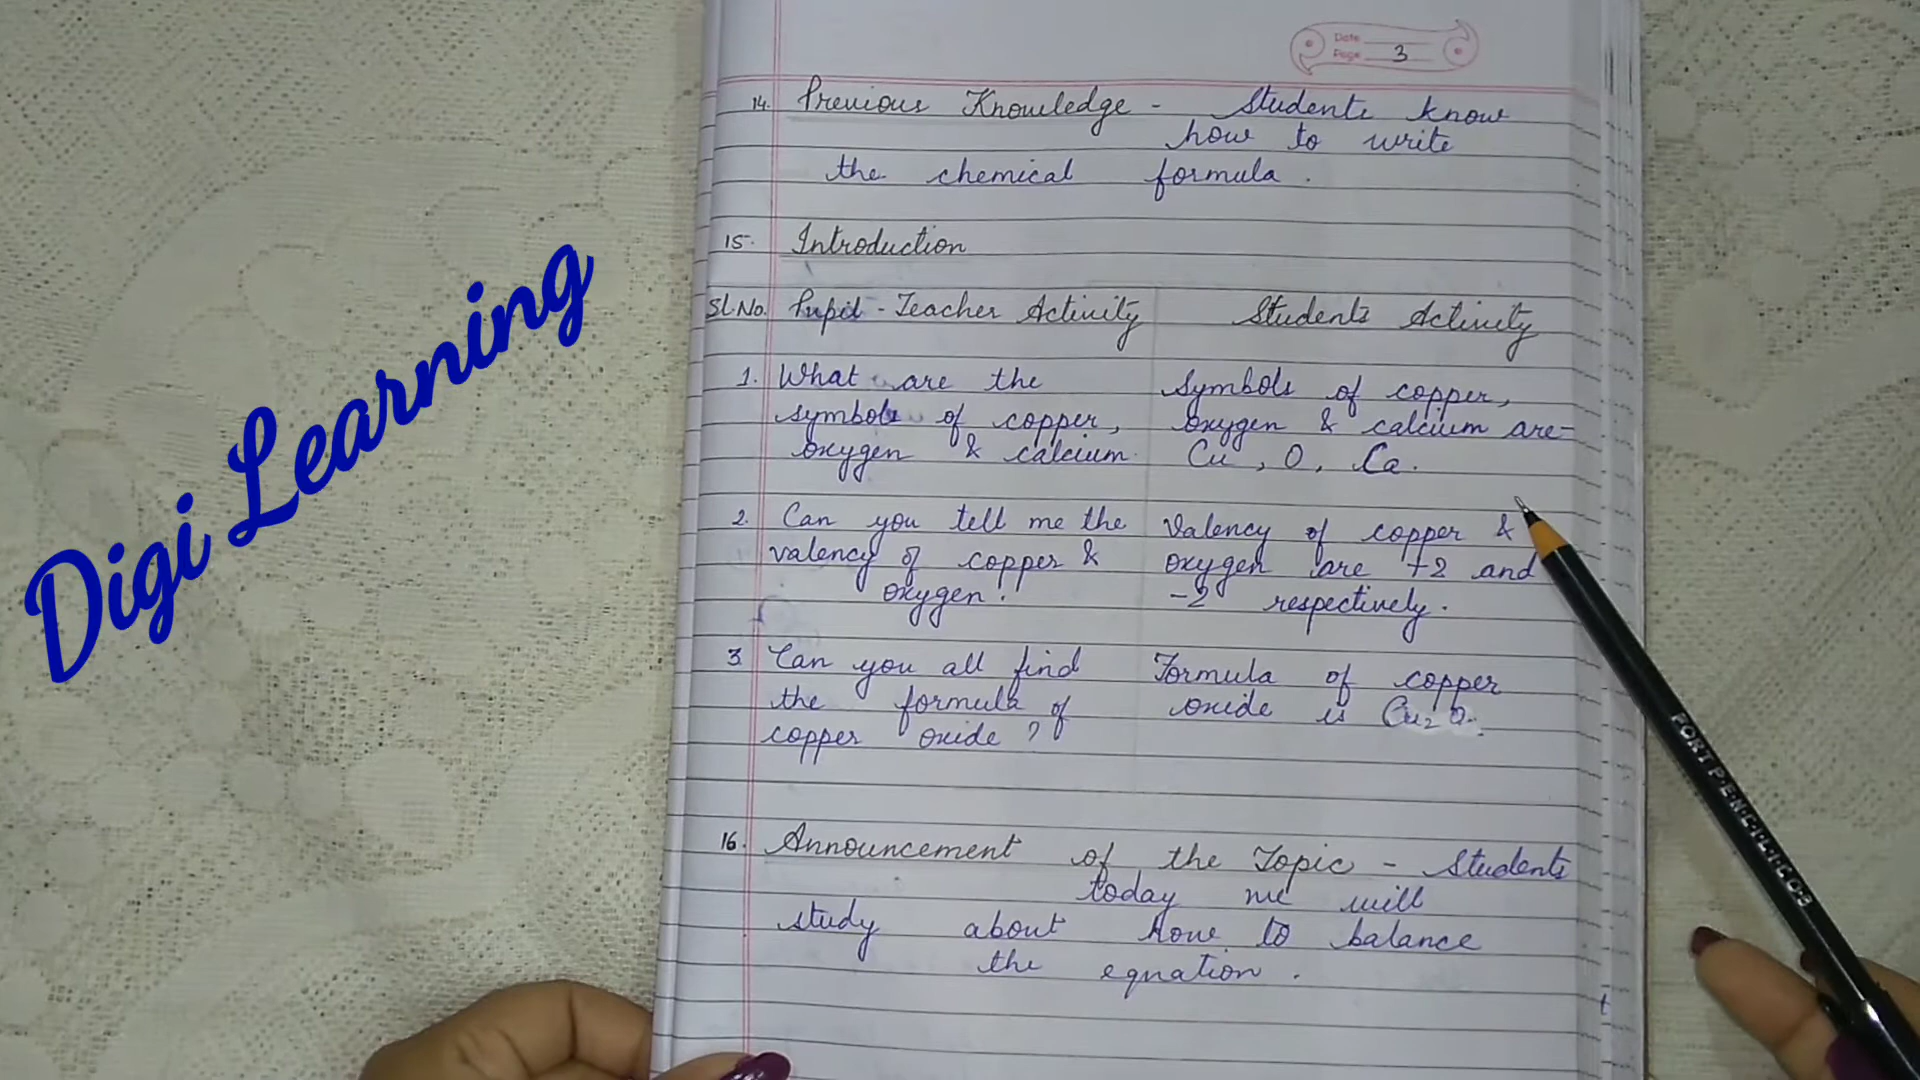 Date
Page 3
14. Previous Knowledge - Students know
how to write
the chemical formula.
15. Introduction
Sl.No. Pupil-Teacher Activity Students Activity
1. What are the
symbols of copper,
oxygen & calcium.
Symbols of copper,
oxygen & calcium are-
Cu, O, Ca.
2. Can you tell me the
valency of copper &
oxygen.
Valency of copper &
oxygen are +2 and
-2 respectively.
3. Can you all find
the formula of
copper oxide?
Formula of copper
oxide is Cu2O.
16. Announcement of the Topic - Students
today we will
study about how to balance
the equation.
Digi Learning